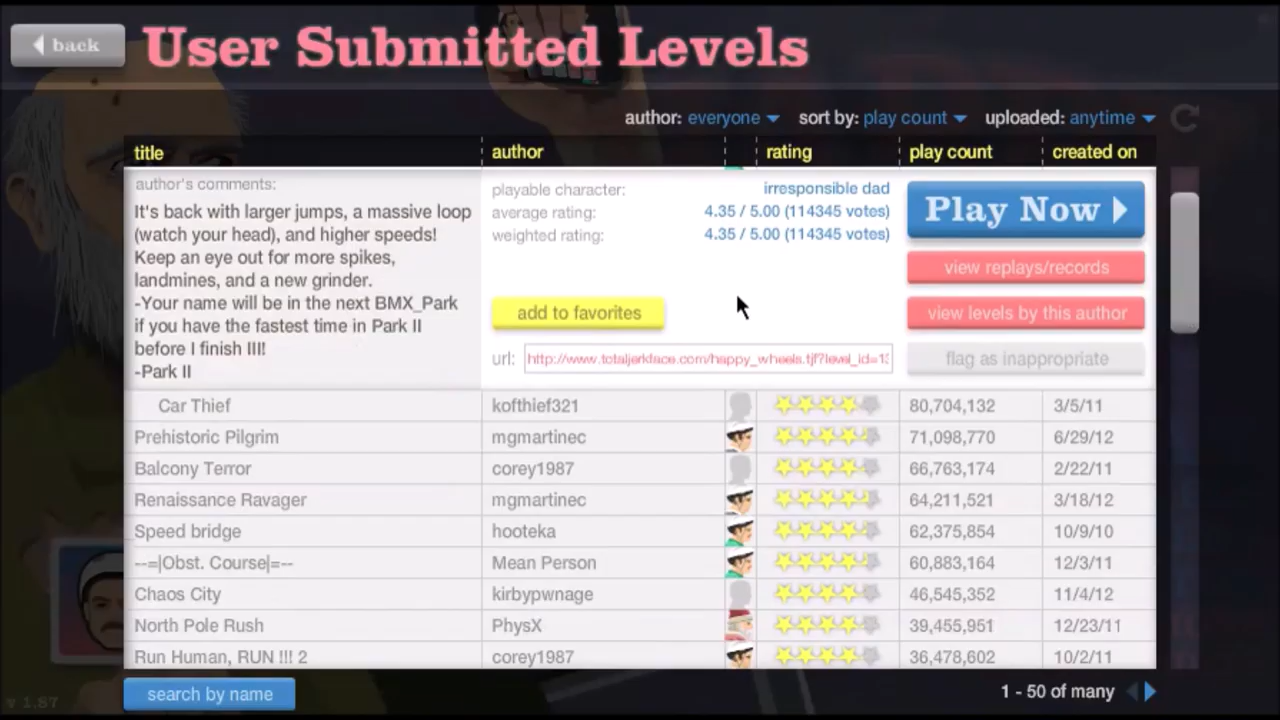 back
User Submitted Levels
author: everyone sort by: play count uploaded: anytime
title author rating play count created on
author's comments:
It's back with larger jumps, a massive loop
(watch your head), and higher speeds!
Keep an eye out for more spikes,
landmines, and a new grinder.
-Your name will be in the next BMX_Park
if you have the fastest time in Park II
before I finish III!
-Park II
playable character: irresponsible dad
average rating: 4.35 / 5.00 (114345 votes)
weighted rating: 4.35 / 5.00 (114345 votes)
add to favorites
url: http://www.totaljerkface.com/happy_wheels.tjf?level_id=13
Play Now
view replays/records
view levels by this author
flag as inappropriate
Car Thief kofthief321 80,704,132 3/5/11
Prehistoric Pilgrim mgmartinec 71,098,770 6/29/12
Balcony Terror corey1987 66,763,174 2/22/11
Renaissance Ravager mgmartinec 64,211,521 3/18/12
Speed bridge hooteka 62,375,854 10/9/10
--=|Obst. Course|=-- Mean Person 60,883,164 12/3/11
Chaos City kirbypwnage 46,545,352 11/4/12
North Pole Rush PhysX 39,455,951 12/23/11
Run Human, RUN !!! 2 corey1987 36,478,602 10/2/11
search by name
1 - 50 of many
v 1.87